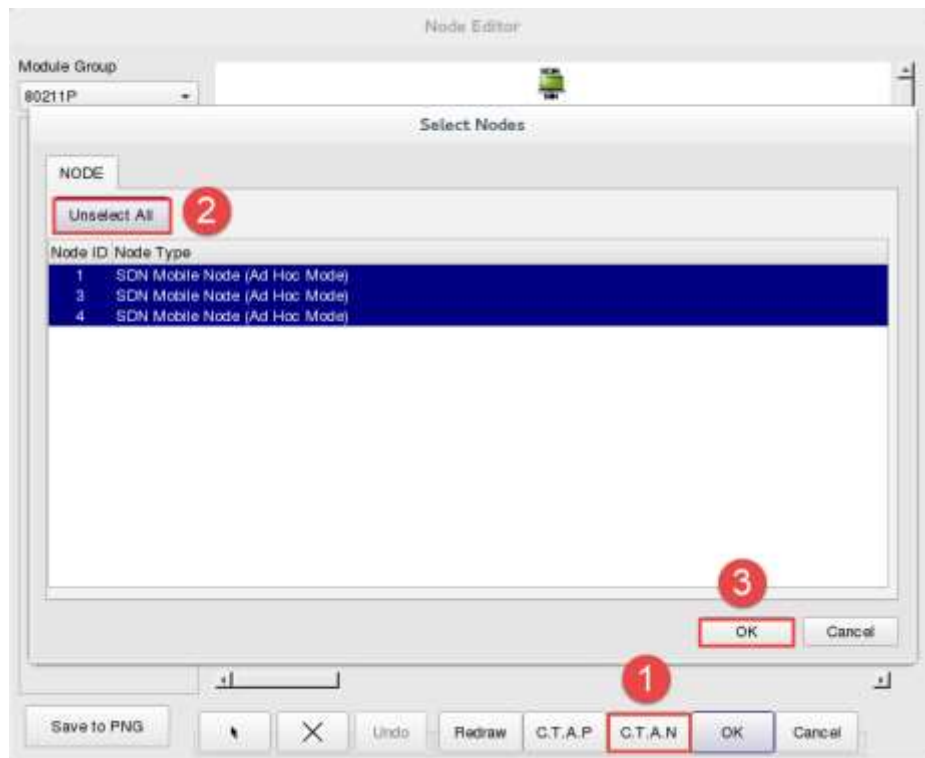 Node Editor
Module Group
80211P
Select Nodes
NODE
Unselect All
2
Node ID Node Type
1 SDN Mobile Node (Ad Hoc Mode)
3 SDN Mobile Node (Ad Hoc Mode)
4 SDN Mobile Node (Ad Hoc Mode)
3
OK Cancel
1
Save to PNG Undo Redraw C.T.A.P C.T.A.N OK Cancel